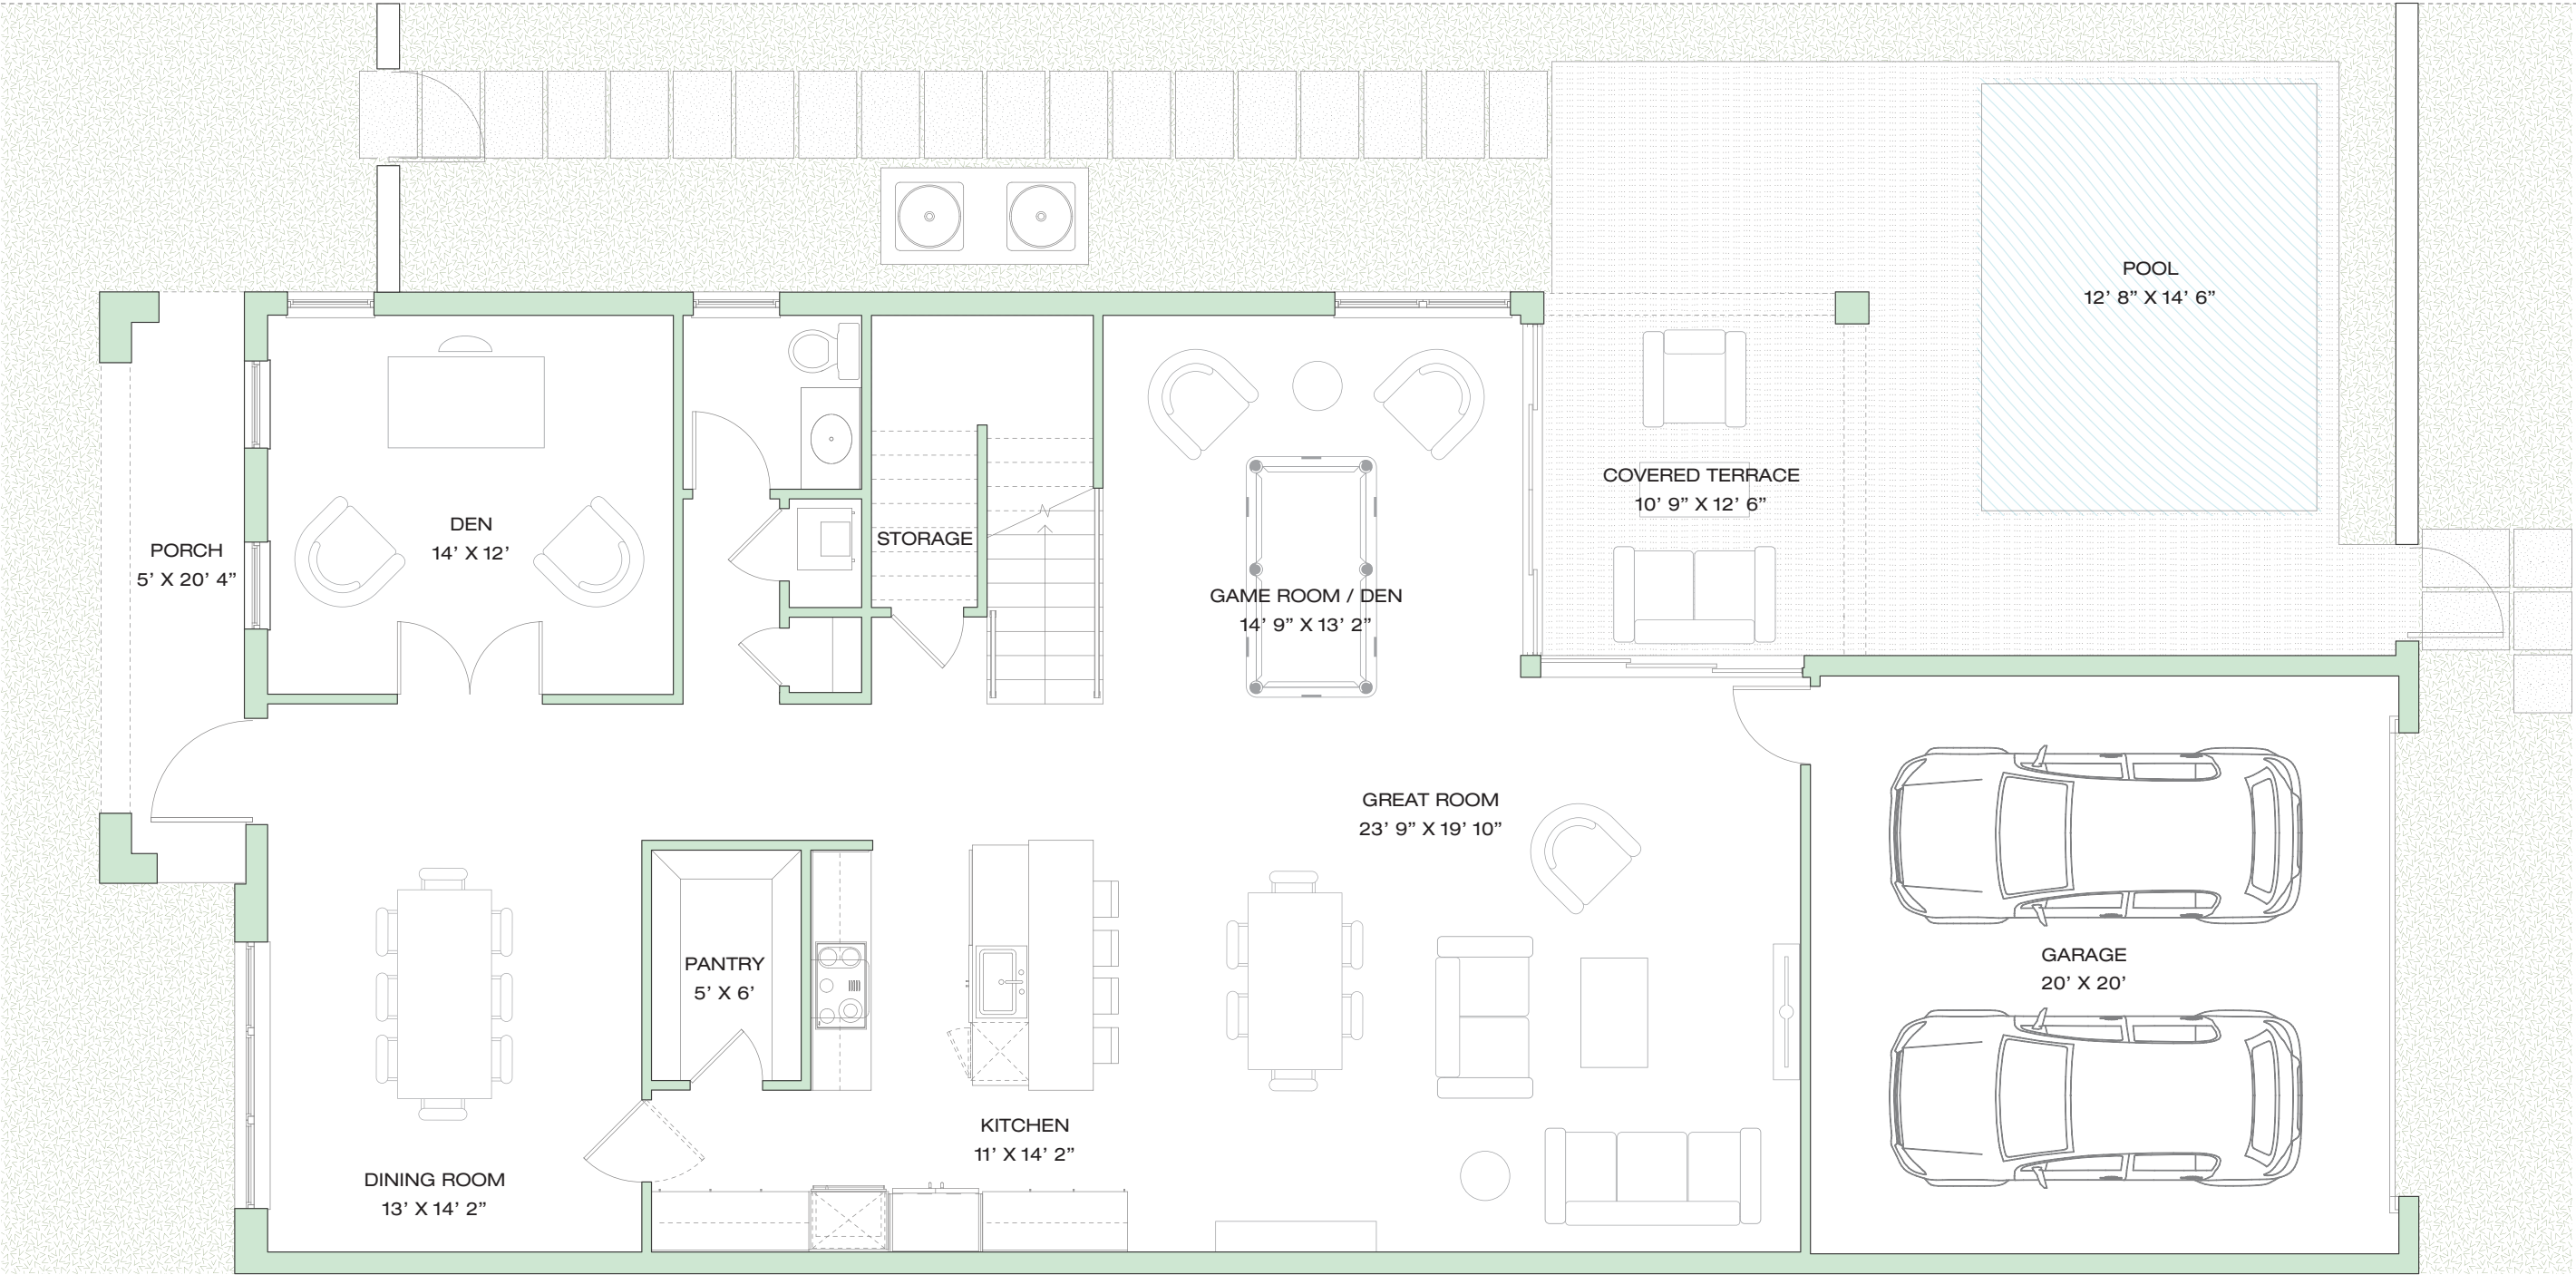 POOL
12’ 8” X 14’ 6”
COVERED TERRACE
10’ 9” X 12’ 6”
DEN
14’ X 12’
STORAGE
PORCH
5’ X 20’ 4”
GAME ROOM / DEN
14’ 9” X 13’ 2”
GREAT ROOM
23’ 9” X 19’ 10”
PANTRY
5’ X 6’
GARAGE
20’ X 20’
KITCHEN
11’ X 14’ 2”
DINING ROOM
13’ X 14’ 2”